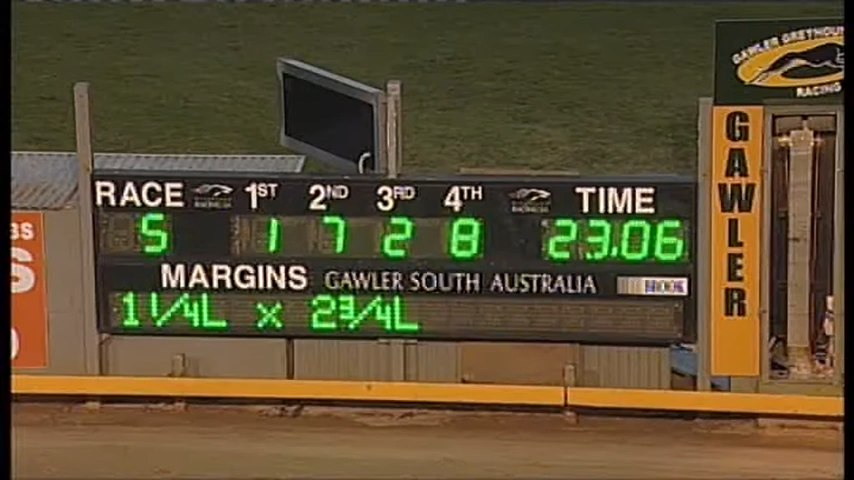 GAWLER GREYHOUND
RACING
RACE 1ST 2ND 3RD 4TH TIME
5 1 7 2 8 23.06
MARGINS GAWLER SOUTH AUSTRALIA
1 1/4L x 2 3/4L
GAWLER
BS
S